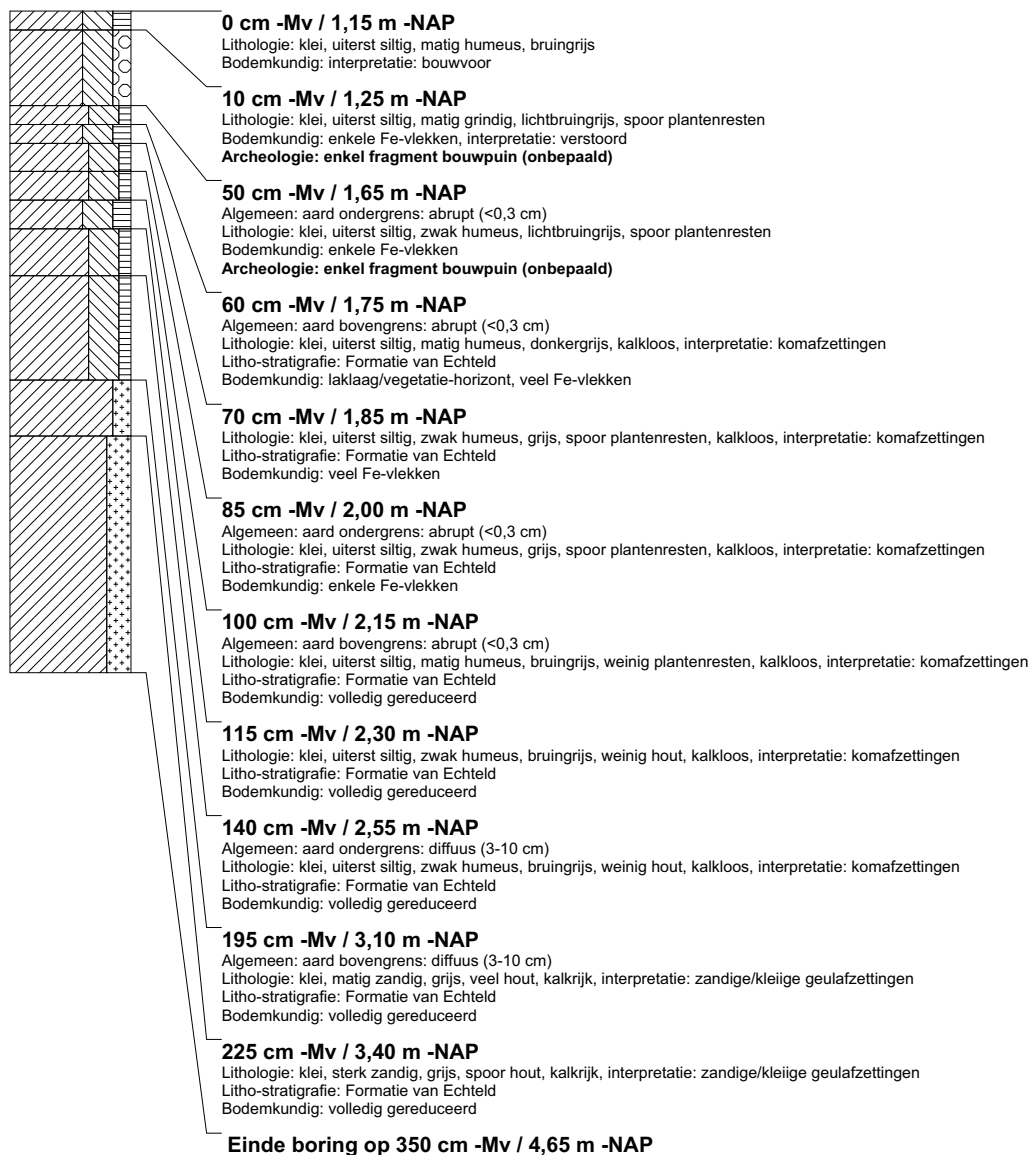 0 cm -Mv / 1,15 m -NAP
Lithologie: klei, uiterst siltig, matig humeus, bruingrijs
Bodemkundig: interpretatie: bouwvoor
10 cm -Mv / 1,25 m -NAP
Lithologie: klei, uiterst siltig, matig grindig, lichtbruingrijs, spoor plantenresten
Bodemkundig: enkele Fe-vlekken, interpretatie: verstoord
Archeologie: enkel fragment bouwpuin (onbepaald)
50 cm -Mv / 1,65 m -NAP
Algemeen: aard ondergrens: abrupt (<0,3 cm)
Lithologie: klei, uiterst siltig, zwak humeus, lichtbruingrijs, spoor plantenresten
Bodemkundig: enkele Fe-vlekken
Archeologie: enkel fragment bouwpuin (onbepaald)
60 cm -Mv / 1,75 m -NAP
Algemeen: aard bovengrens: abrupt (<0,3 cm)
Lithologie: klei, uiterst siltig, matig humeus, donkergrijs, kalkloos, interpretatie: komafzettingen
Litho-stratigrafie: Formatie van Echteld
Bodemkundig: laklaag/vegetatie-horizont, veel Fe-vlekken
70 cm -Mv / 1,85 m -NAP
Lithologie: klei, uiterst siltig, zwak humeus, grijs, spoor plantenresten, kalkloos, interpretatie: komafzettingen
Litho-stratigrafie: Formatie van Echteld
Bodemkundig: veel Fe-vlekken
85 cm -Mv / 2,00 m -NAP
Algemeen: aard ondergrens: abrupt (<0,3 cm)
Lithologie: klei, uiterst siltig, zwak humeus, grijs, spoor plantenresten, kalkloos, interpretatie: komafzettingen
Litho-stratigrafie: Formatie van Echteld
Bodemkundig: enkele Fe-vlekken
100 cm -Mv / 2,15 m -NAP
Algemeen: aard bovengrens: abrupt (<0,3 cm)
Lithologie: klei, uiterst siltig, matig humeus, bruingrijs, weinig plantenresten, kalkloos, interpretatie: komafzettingen
Litho-stratigrafie: Formatie van Echteld
Bodemkundig: volledig gereduceerd
115 cm -Mv / 2,30 m -NAP
Lithologie: klei, uiterst siltig, zwak humeus, bruingrijs, weinig hout, kalkloos, interpretatie: komafzettingen
Litho-stratigrafie: Formatie van Echteld
Bodemkundig: volledig gereduceerd
140 cm -Mv / 2,55 m -NAP
Algemeen: aard ondergrens: diffuus (3-10 cm)
Lithologie: klei, uiterst siltig, zwak humeus, bruingrijs, weinig hout, kalkloos, interpretatie: komafzettingen
Litho-stratigrafie: Formatie van Echteld
Bodemkundig: volledig gereduceerd
195 cm -Mv / 3,10 m -NAP
Algemeen: aard bovengrens: diffuus (3-10 cm)
Lithologie: klei, matig zandig, grijs, veel hout, kalkrijk, interpretatie: zandige/kleiige geulafzettingen
Litho-stratigrafie: Formatie van Echteld
Bodemkundig: volledig gereduceerd
225 cm -Mv / 3,40 m -NAP
Lithologie: klei, sterk zandig, grijs, spoor hout, kalkrijk, interpretatie: zandige/kleiige geulafzettingen
Litho-stratigrafie: Formatie van Echteld
Bodemkundig: volledig gereduceerd
Einde boring op 350 cm -Mv / 4,65 m -NAP